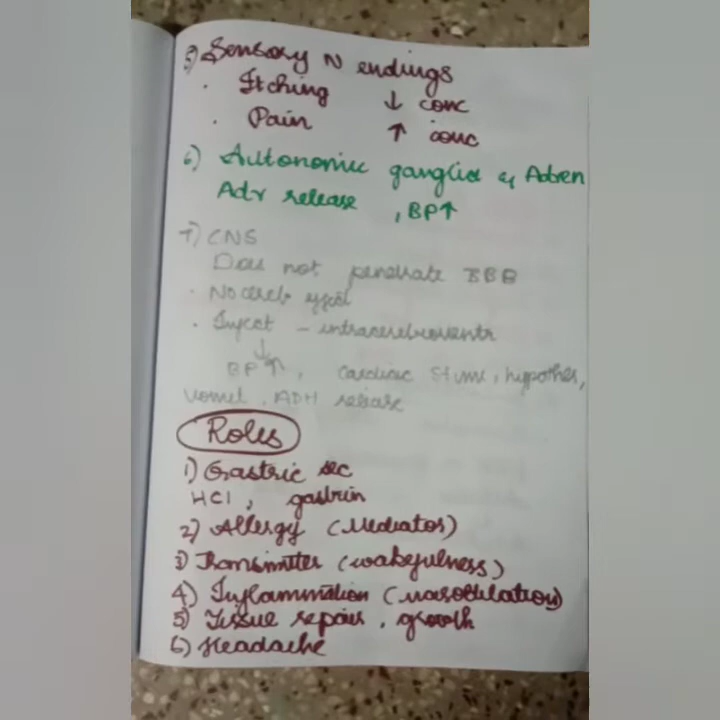 5) Sensory N endings
. Itching ↓ conc
. Pain ↑ conc
6) Autonomic ganglia & Adren
Adr release , BP↑
7) CNS
Does not penetrate BBB
. No cereb effect
. Inject - intracerebroventr
↓
BP↑, Cardiac Stim, hypother,
Vomit, ADH release
Roles
1) Gastric sec
HCl, gastrin
2) Allergy (Mediator)
3) Transmitter (wakefulness)
4) Inflammation (vasodilation)
5) Tissue repair, growth
6) Headache